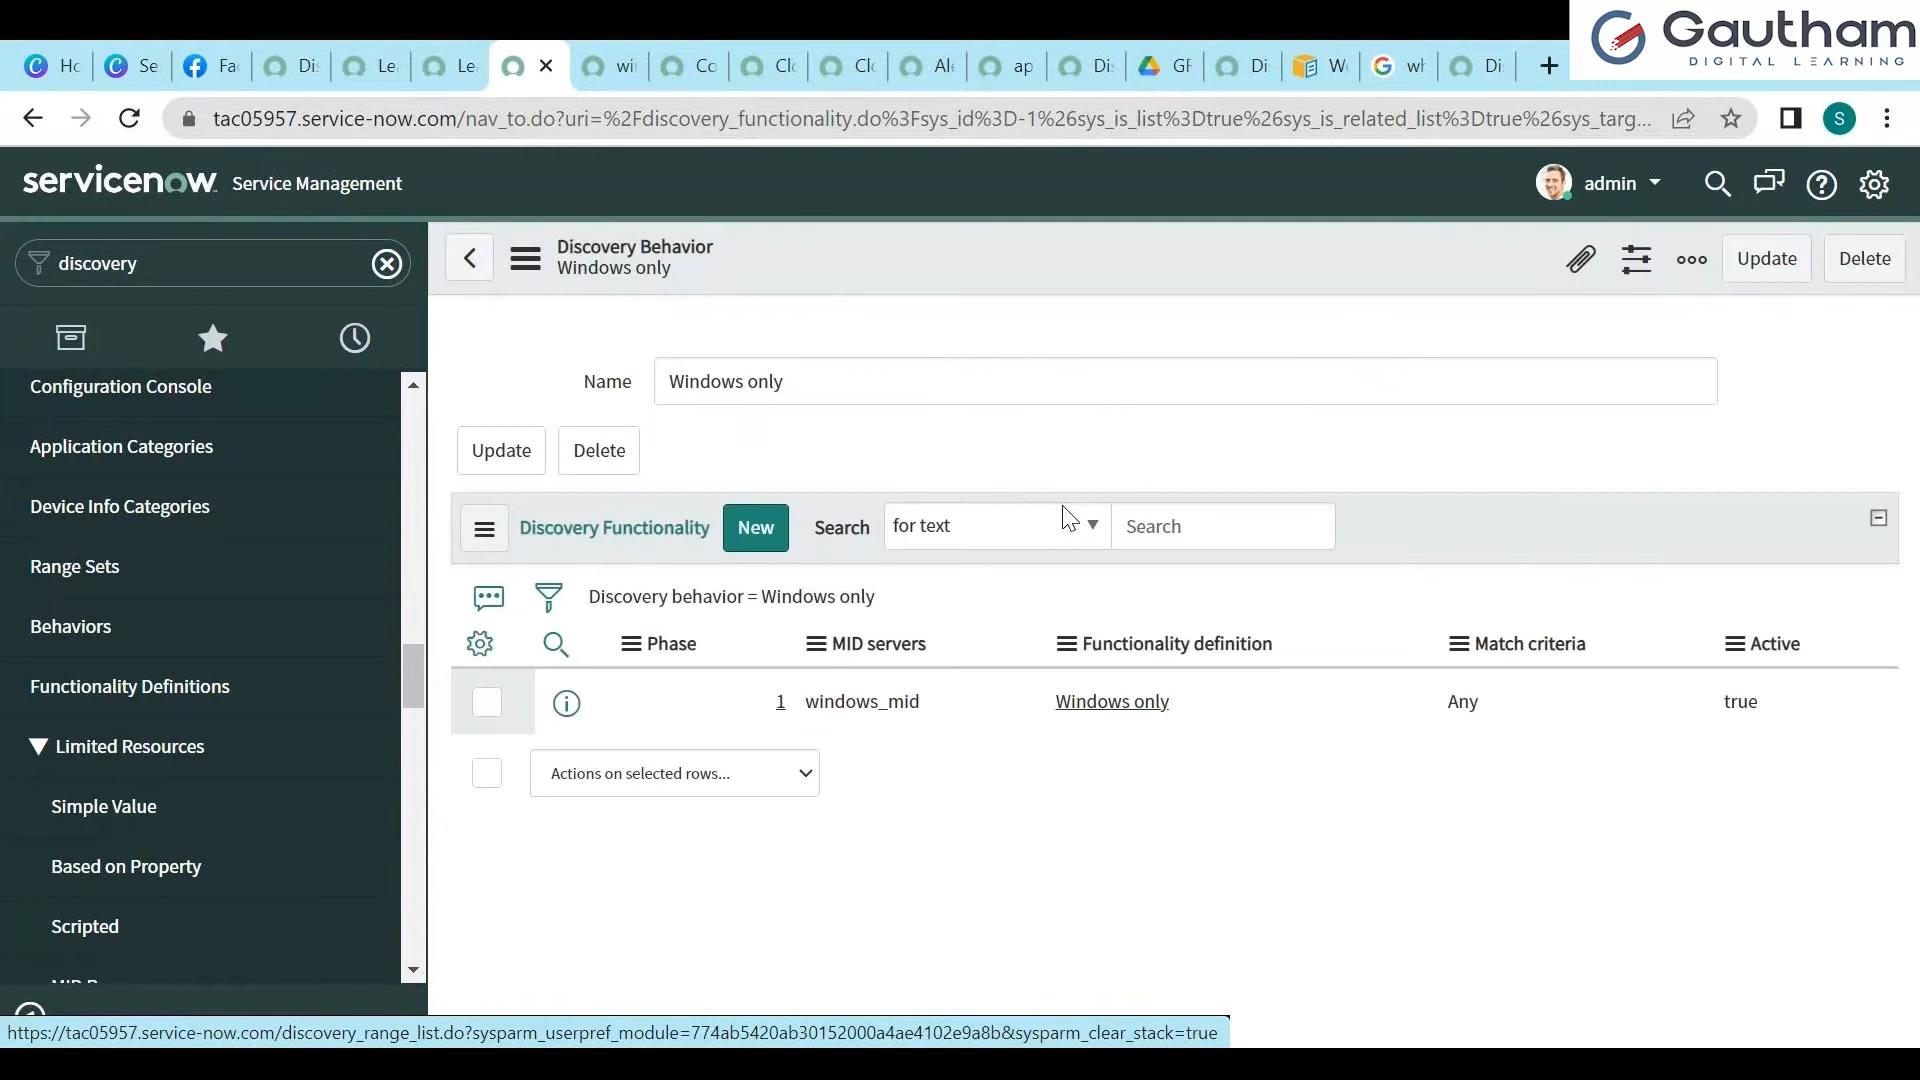 Gautham
DIGITAL LEARNING
Hc
Se
Fa
Di
Le
Le
wi
Co
Cl
Cl
Al
ap
Di
GF
Di
W
wh
Di
tac05957.service-now.com/nav_to.do?uri=%2Fdiscovery_functionality.do%3Fsys_id%3D-1%26sys_is_list%3Dtrue%26sys_is_related_list%3Dtrue%26sys_targ...
S
servicenow Service Management
admin
discovery
Discovery Behavior
Windows only
Update
Delete
Configuration Console
Application Categories
Device Info Categories
Range Sets
Behaviors
Functionality Definitions
Limited Resources
Simple Value
Based on Property
Scripted
Name Windows only
Update Delete
Discovery Functionality New Search for text Search
Discovery behavior = Windows only
Phase MID servers Functionality definition Match criteria Active
1 windows_mid Windows only Any true
Actions on selected rows...
https://tac05957.service-now.com/discovery_range_list.do?sysparm_userpref_module=774ab5420ab30152000a4ae4102e9a8b&sysparm_clear_stack=true